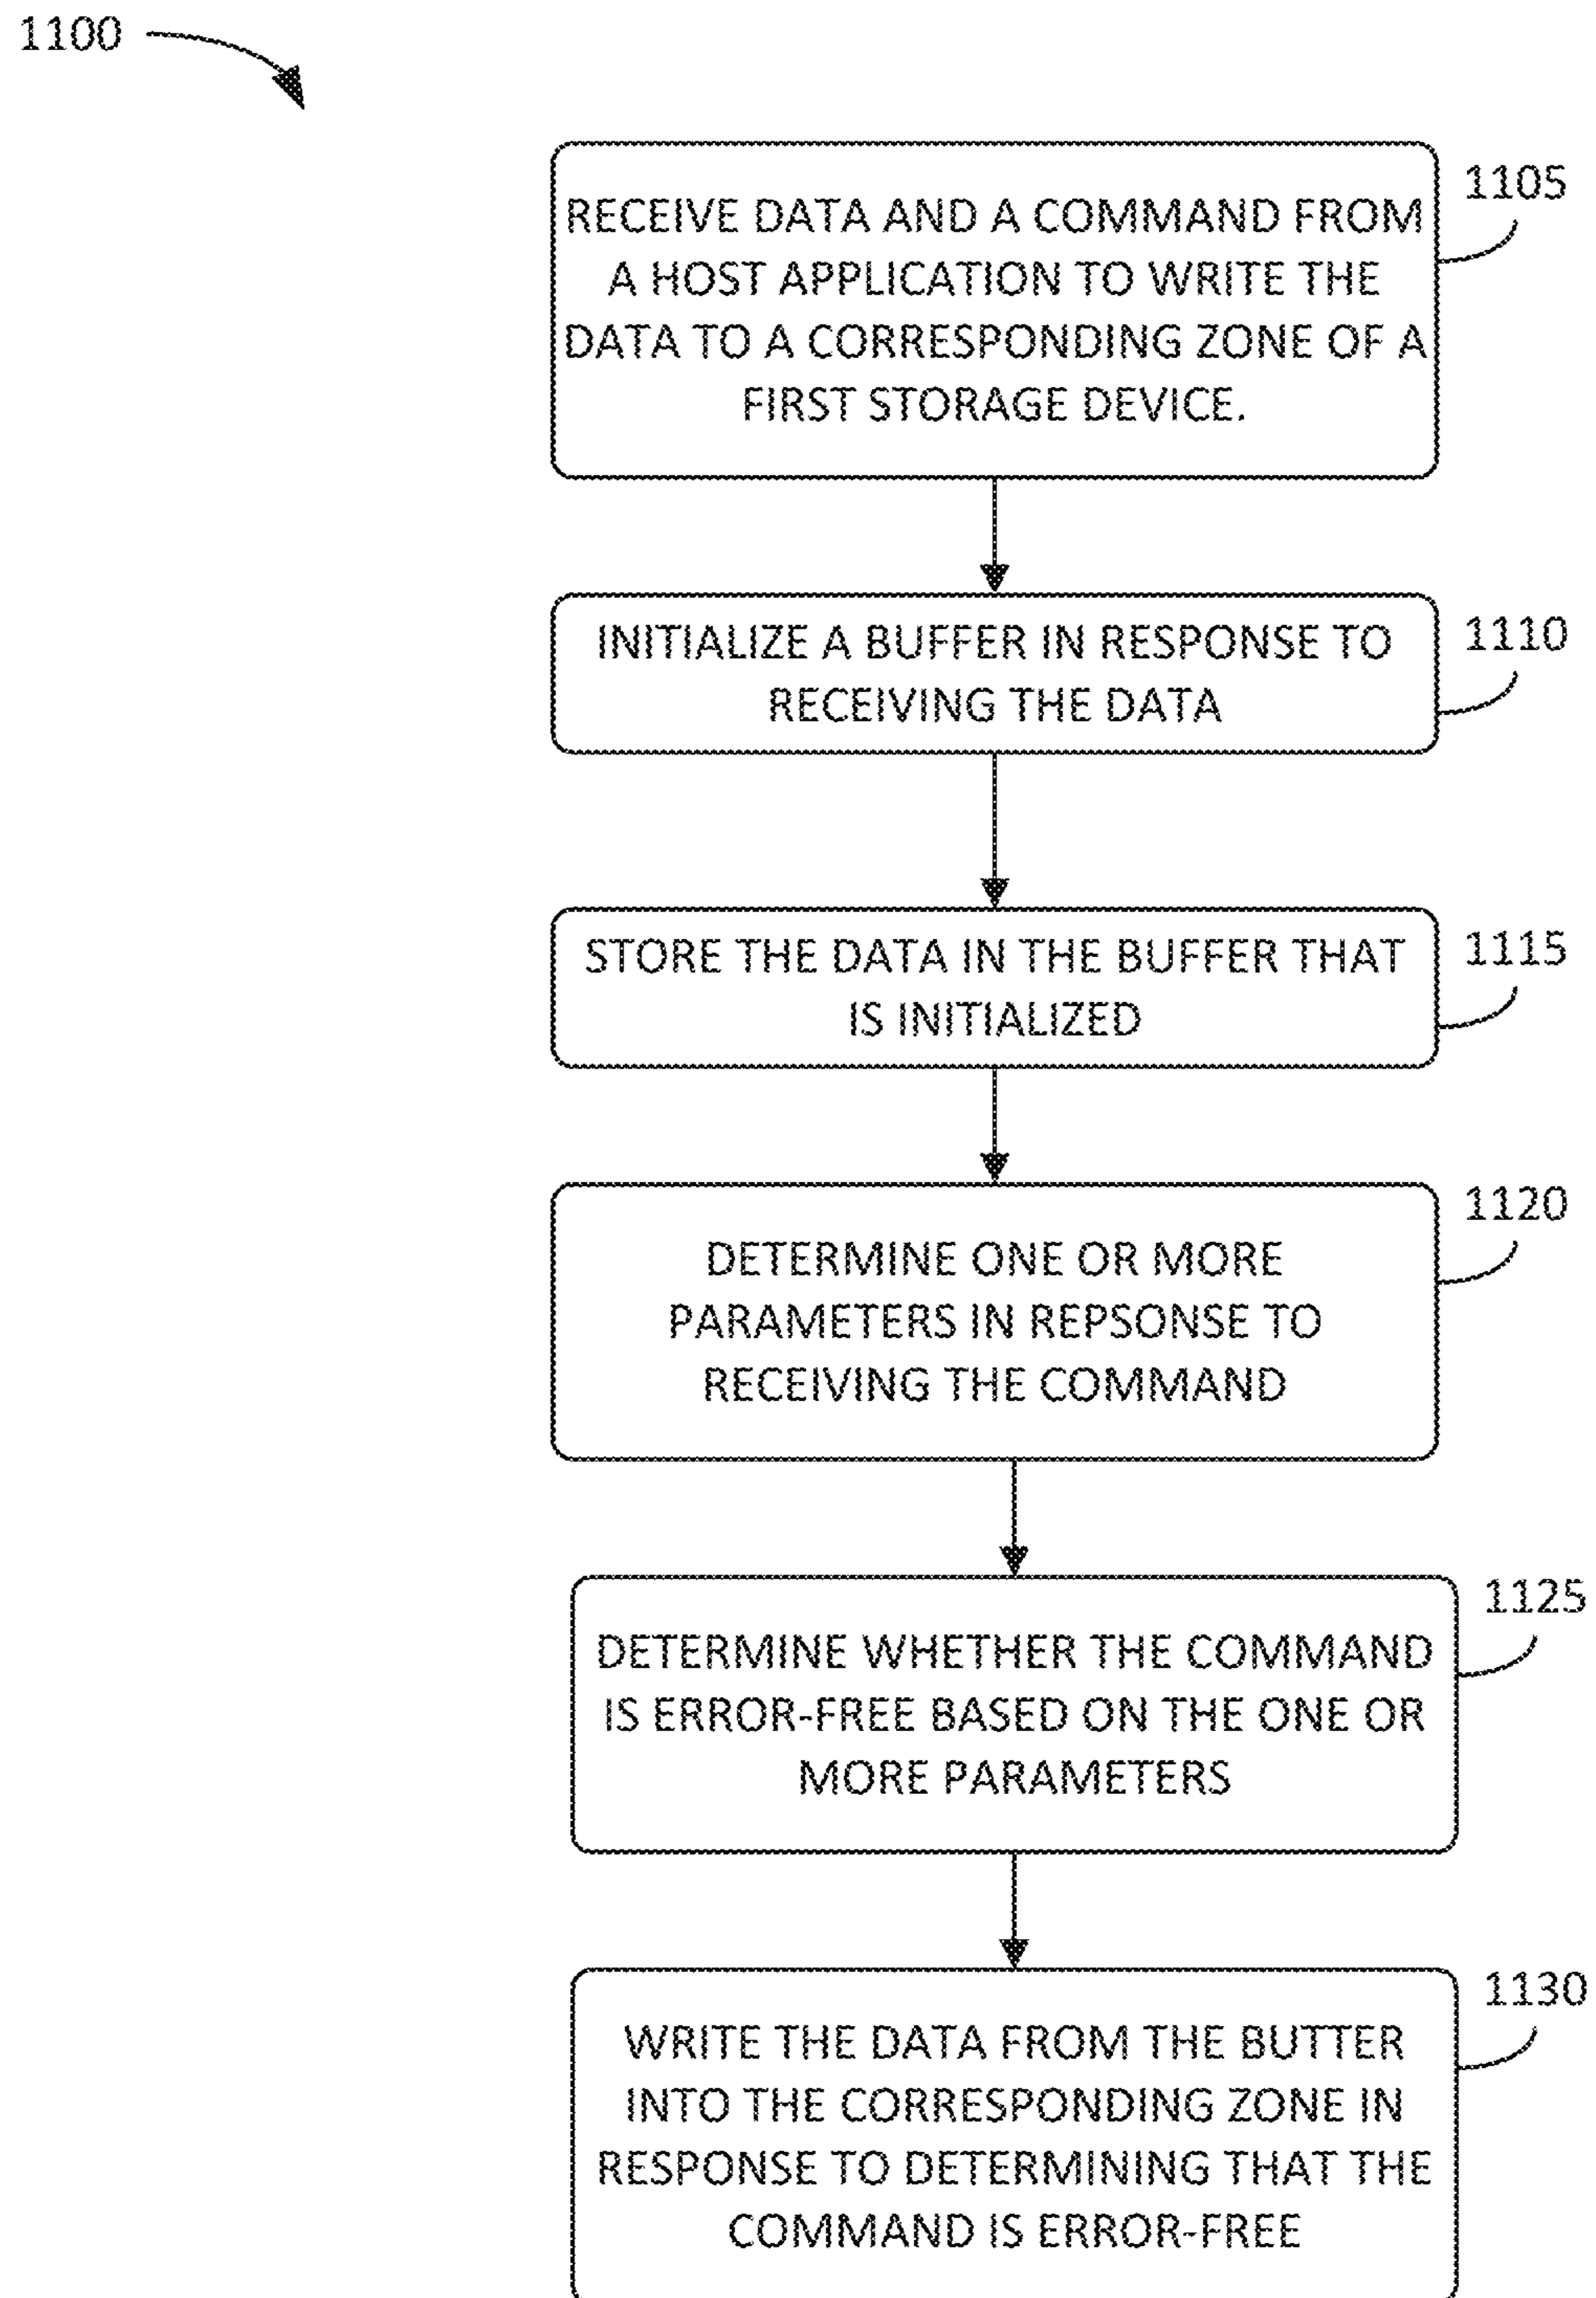 1100
RECEIVE DATA AND A COMMAND FROM
A HOST APPLICATION TO WRITE THE
DATA TO A CORRESPONDING ZONE OF A
FIRST STORAGE DEVICE.
1105
INITIALIZE A BUFFER IN RESPONSE TO
RECEIVING THE DATA
1110
STORE THE DATA IN THE BUFFER THAT
IS INITIALIZED
1115
DETERMINE ONE OR MORE
PARAMETERS IN REPSONSE TO
RECEIVING THE COMMAND
1120
DETERMINE WHETHER THE COMMAND
IS ERROR-FREE BASED ON THE ONE OR
MORE PARAMETERS
1125
WRITE THE DATA FROM THE BUTTER
INTO THE CORRESPONDING ZONE IN
RESPONSE TO DETERMINING THAT THE
COMMAND IS ERROR-FREE
1130